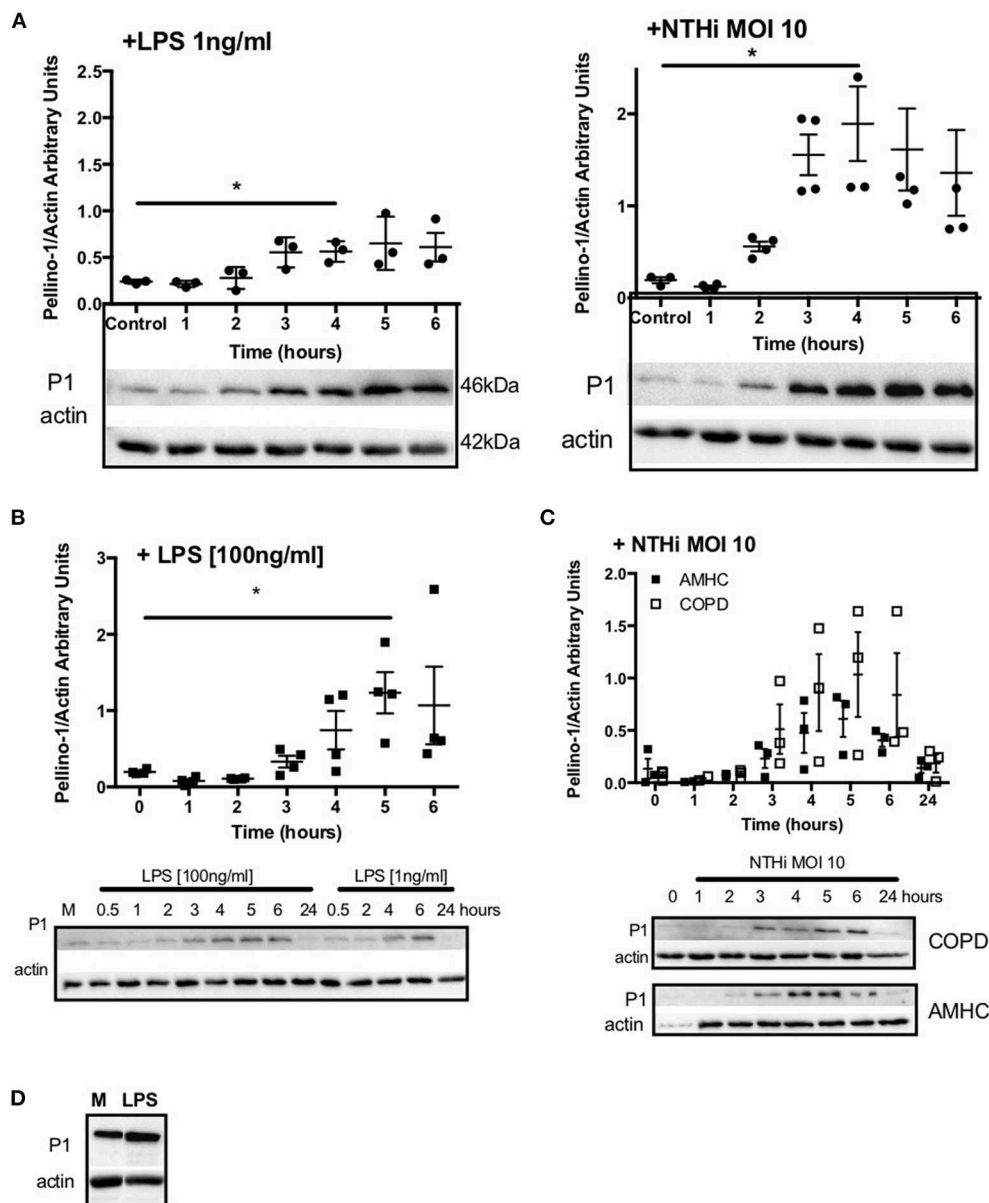 A
+LPS 1ng/ml
Pellino-1/Actin Arbitrary Units
2.5
2.0
1.5
1.0
0.5
0.0
*
Control 1 2 3 4 5 6
Time (hours)
P1
46kDa
actin
42kDa
+NTHi MOI 10
Pellino-1/Actin Arbitrary Units
2
1
0
*
Control 1 2 3 4 5 6
Time (hours)
P1
actin
B
+ LPS [100ng/ml]
Pellino-1/Actin Arbitrary Units
3
2
1
0
*
0 1 2 3 4 5 6
Time (hours)
LPS [100ng/ml] LPS [1ng/ml]
M 0.5 1 2 3 4 5 6 24 0.5 2 4 6 24 hours
P1
actin
C
+ NTHi MOI 10
Pellino-1/Actin Arbitrary Units
2.0
1.5
1.0
0.5
0.0
AMHC
COPD
0 1 2 3 4 5 6 24
Time (hours)
NTHi MOI 10
0 1 2 3 4 5 6 24 hours
P1
actin
COPD
P1
actin
AMHC
D
M LPS
P1
actin